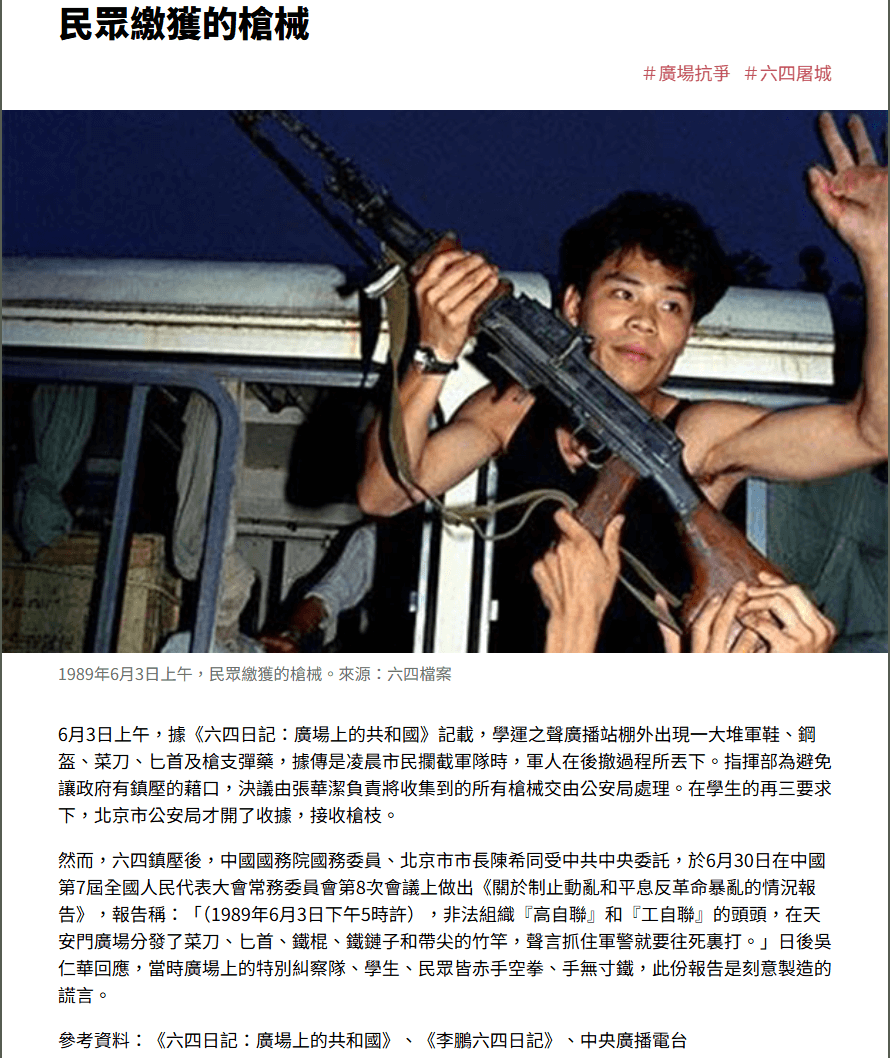 民眾繳獲的槍械
＃廣場抗爭 ＃六四屠城
1989年6月3日上午，民眾繳獲的槍械。來源：六四檔案
6月3日上午，據《六四日記：廣場上的共和國》記載，學運之聲廣播站棚外出現一大堆軍鞋、鋼
盔、菜刀、匕首及槍支彈藥，據傳是凌晨市民攔截軍隊時，軍人在後撤過程所丟下。指揮部為避免
讓政府有鎮壓的藉口，決議由張華潔負責將收集到的所有槍械交由公安局處理。在學生的再三要求
下，北京市公安局才開了收據，接收槍枝。
然而，六四鎮壓後，中國國務院國務委員、北京市市長陳希同受中共中央委託，於6月30日在中國
第7屆全國人民代表大會常務委員會第8次會議上做出《關於制止動亂和平息反革命暴亂的情況報
告》，報告稱：「（1989年6月3日下午5時許），非法組織『高自聯』和『工自聯』的頭頭，在天
安門廣場分發了菜刀、匕首、鐵棍、鐵鏈子和帶尖的竹竿，聲言抓住軍警就要往死裏打。」日後吳
仁華回應，當時廣場上的特別糾察隊、學生、民眾皆赤手空拳、手無寸鐵，此份報告是刻意製造的
謊言。
參考資料：《六四日記：廣場上的共和國》、《李鵬六四日記》、中央廣播電台